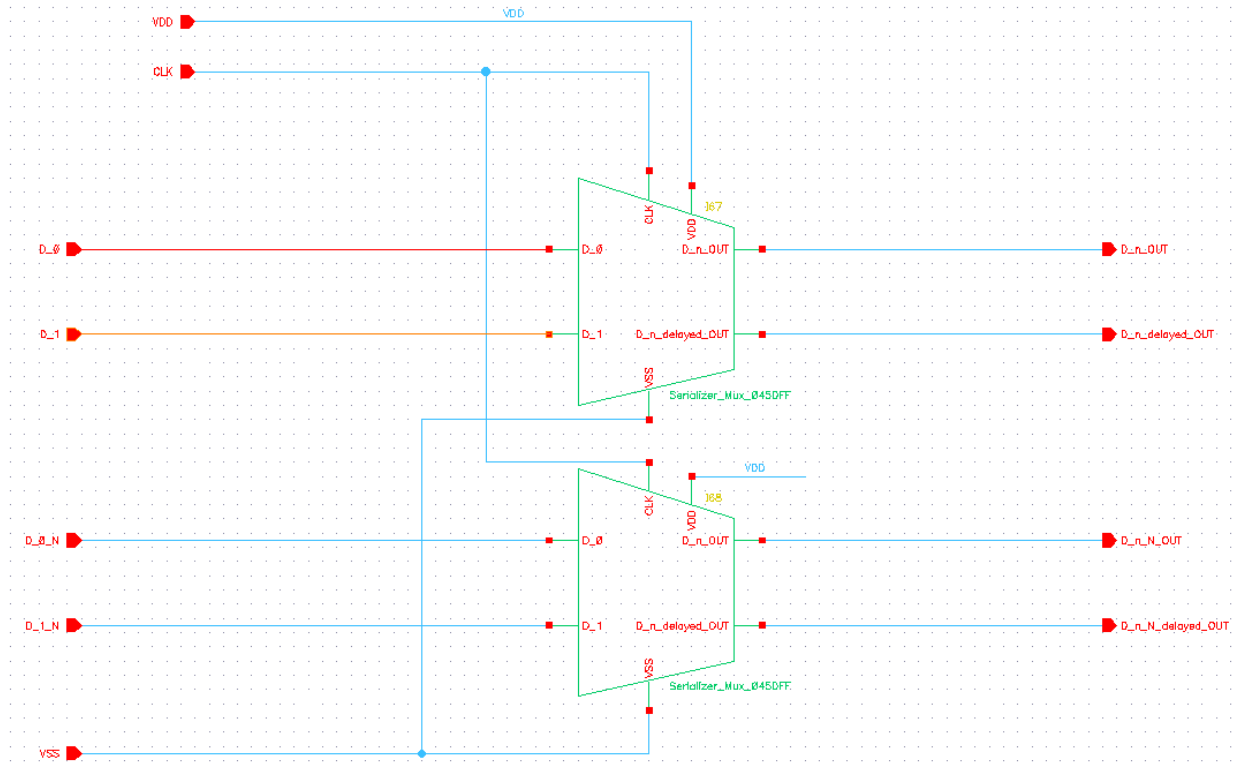 VDD
VDD
CLK
CLK
VDD
I67
D_0
D_0
D_n_OUT
D_n_OUT
D_1
D_1
D_n_delayed_OUT
D_n_delayed_OUT
VSS
Serializer_Mux_045DFF
VDD
CLK
VDD
I68
D_0_N
D_0
D_n_OUT
D_n_N_OUT
D_1_N
D_1
D_n_delayed_OUT
D_n_N_delayed_OUT
VSS
Serializer_Mux_045DFF
VSS